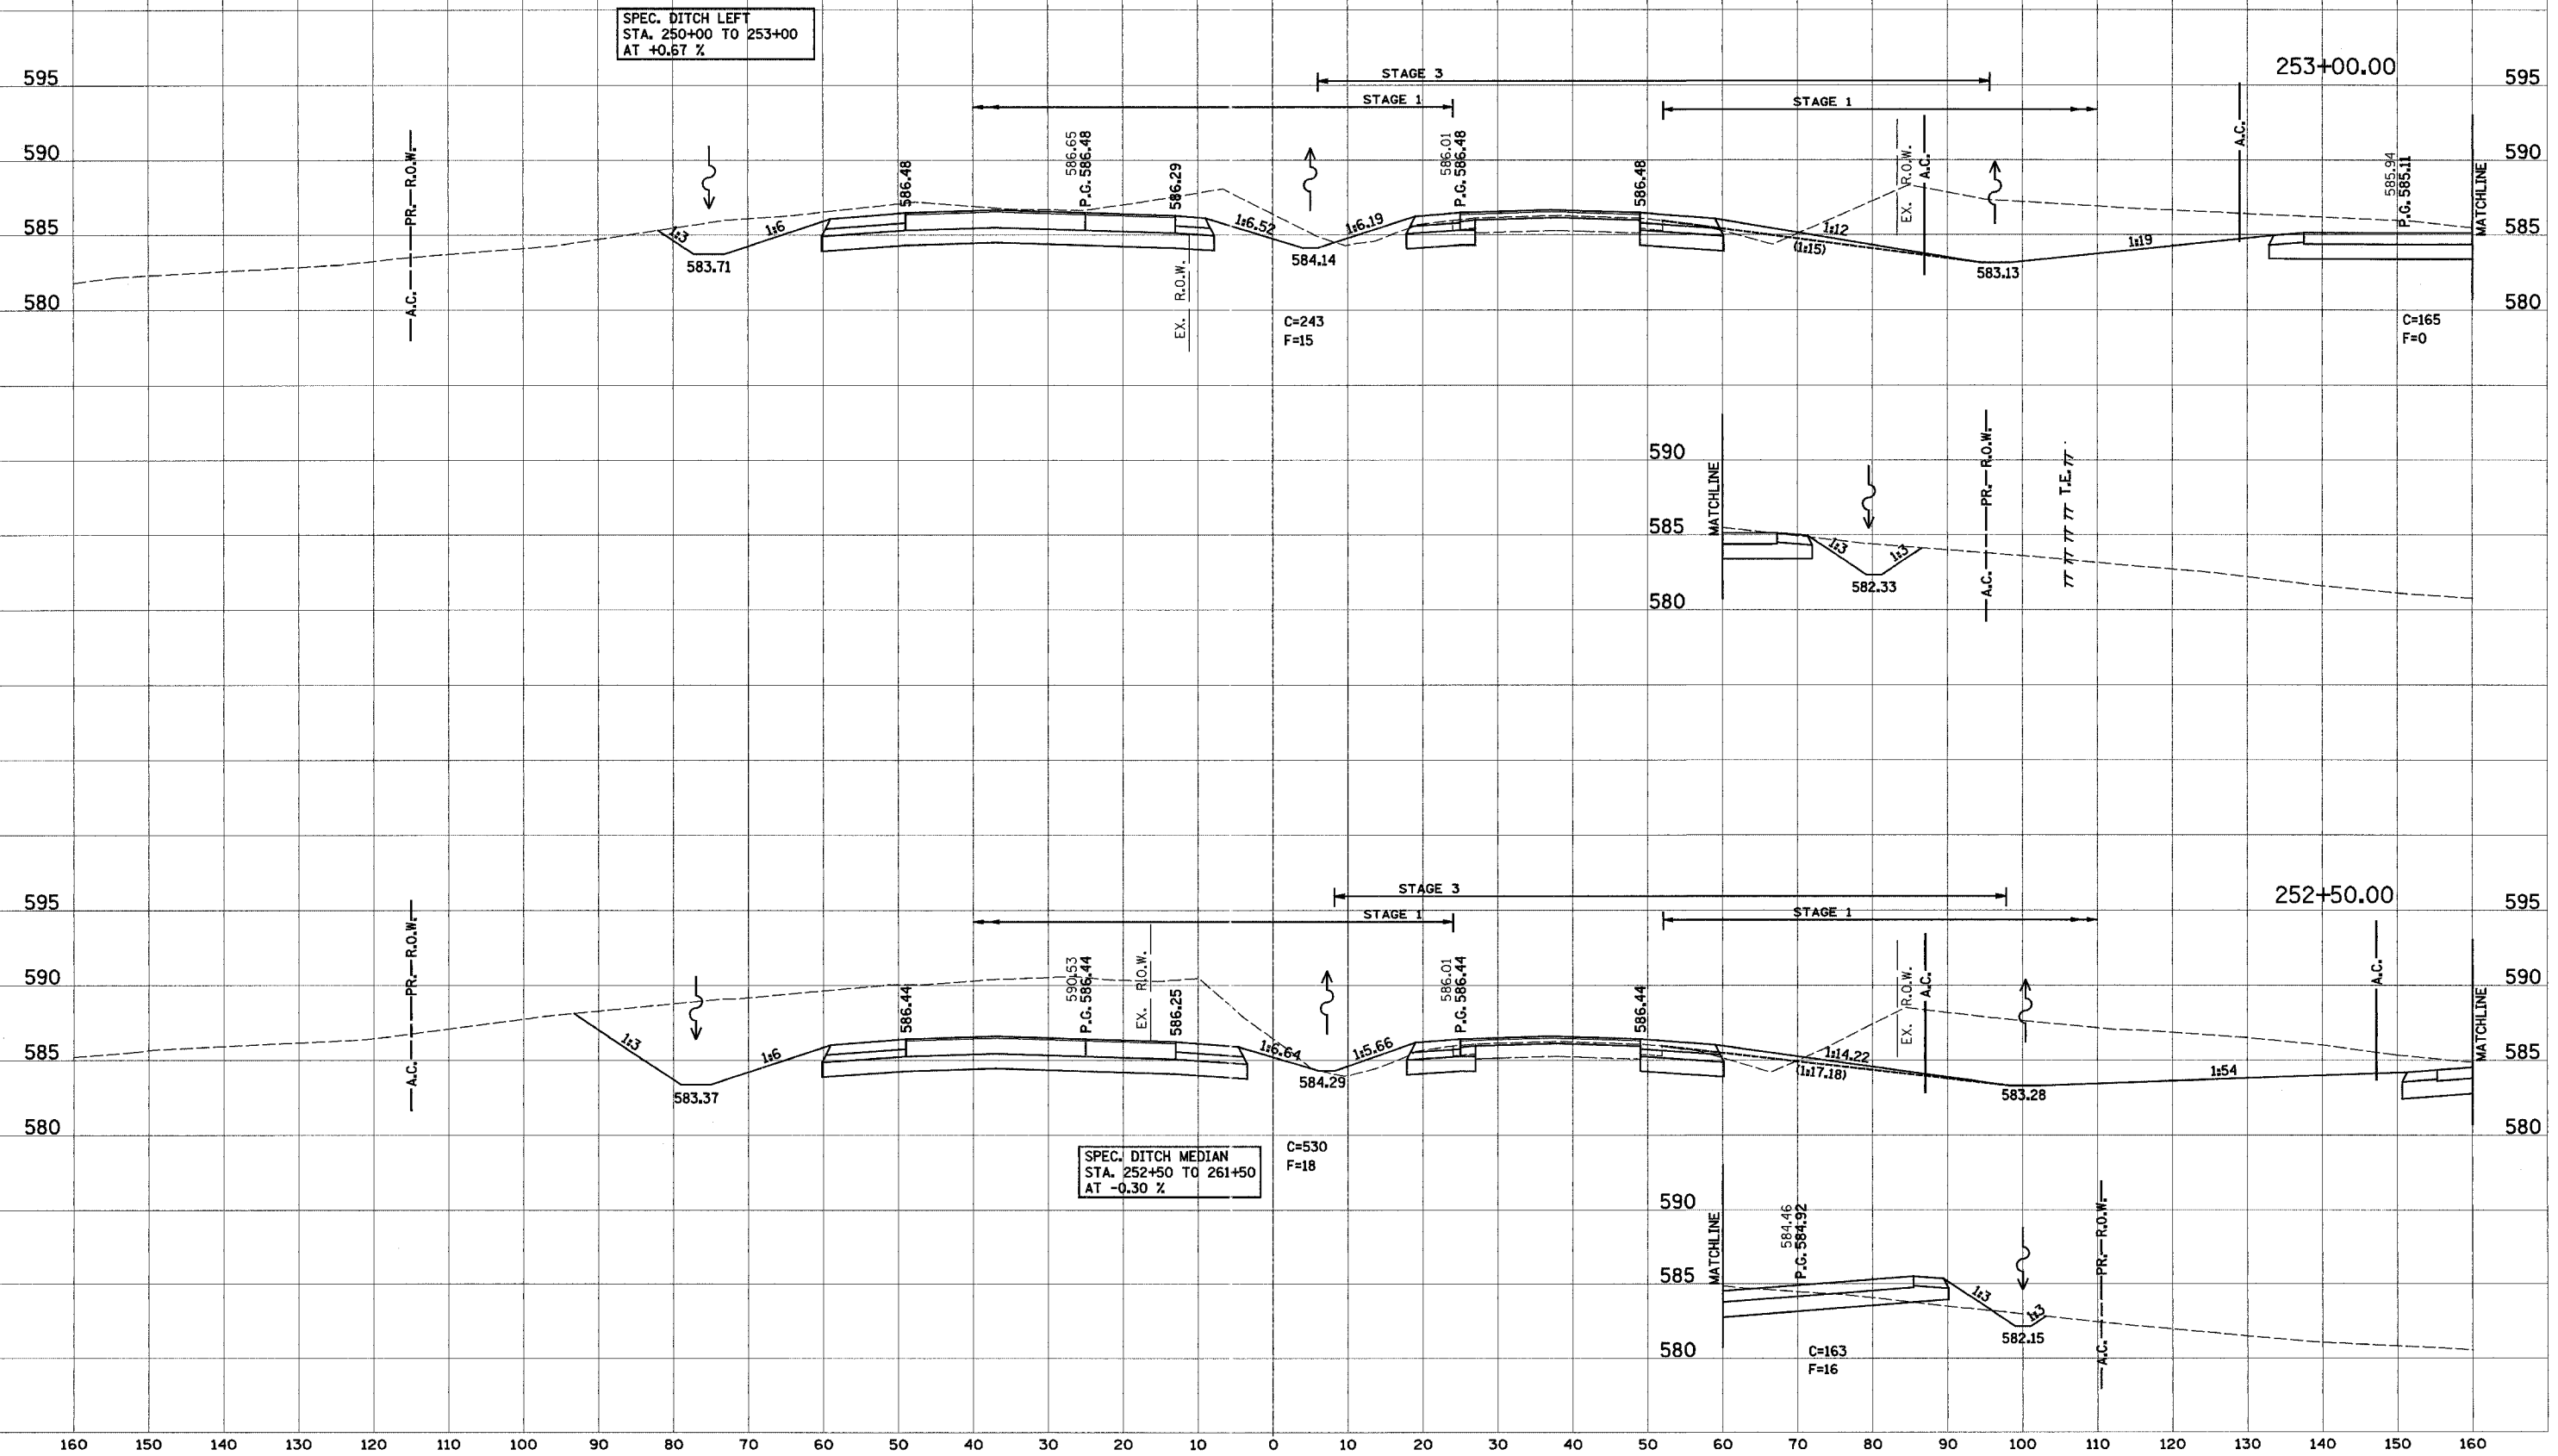 SPEC. DITCH LEFT
STA. 250+00 TO 253+00
AT +0.67 %
253+00.00
595
595
STAGE 3
STAGE 1
STAGE 1
590
590
585
585
580
580
A.C. PR. R.O.W.
586.48
586.65
P.G. 586.48
586.29
586.01
P.G. 586.48
586.48
EX. R.O.W.
A.C.
A.C.
585.94
P.G. 585.11
MATCHLINE
1:3
1:6
1:6.52
1:6.19
1:12
(1:15)
1:19
583.71
584.14
583.13
EX. R.O.W.
C=243
F=15
C=165
F=0
590
585
580
MATCHLINE
1:3
1:3
582.33
A.C. PR. R.O.W.
T.E.
252+50.00
595
595
STAGE 3
STAGE 1
STAGE 1
590
590
585
585
580
580
A.C. PR. R.O.W.
586.44
590.53
P.G. 586.44
EX. R.O.W.
586.25
586.01
P.G. 586.44
586.44
EX. R.O.W.
A.C.
A.C.
MATCHLINE
1:3
1:6
1:6.64
1:5.66
1:14.22
(1:17.18)
1:54
583.37
584.29
583.28
SPEC. DITCH MEDIAN
STA. 252+50 TO 261+50
AT -0.30 %
C=530
F=18
590
585
580
MATCHLINE
584.46
P.G. 584.92
1:3
1:3
582.15
A.C. PR. R.O.W.
C=163
F=16
160 150 140 130 120 110 100 90 80 70 60 50 40 30 20 10 0 10 20 30 40 50 60 70 80 90 100 110 120 130 140 150 160